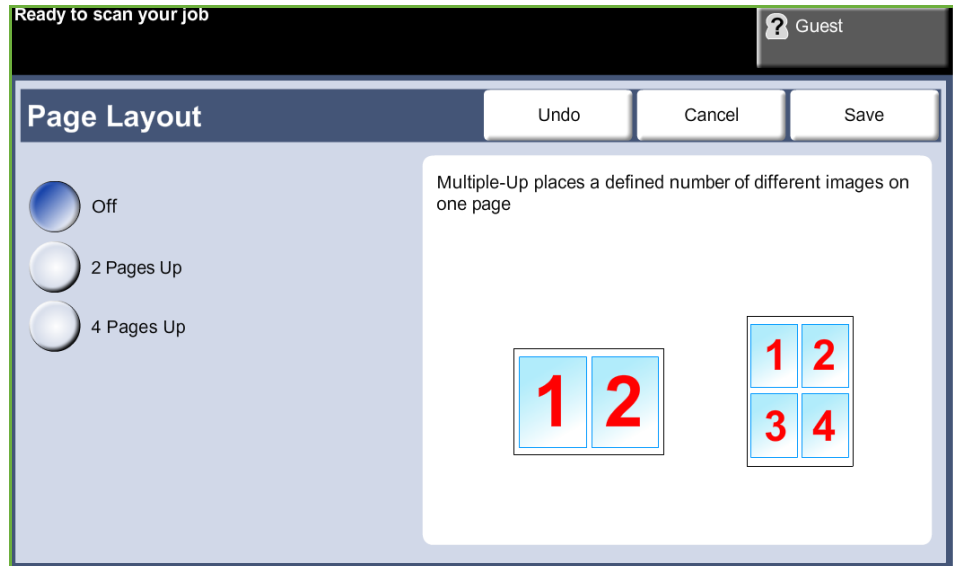 Ready to scan your job
? Guest
Page Layout
Undo
Cancel
Save
Off
2 Pages Up
4 Pages Up
Multiple-Up places a defined number of different images on
one page
1 2
1 2
3 4